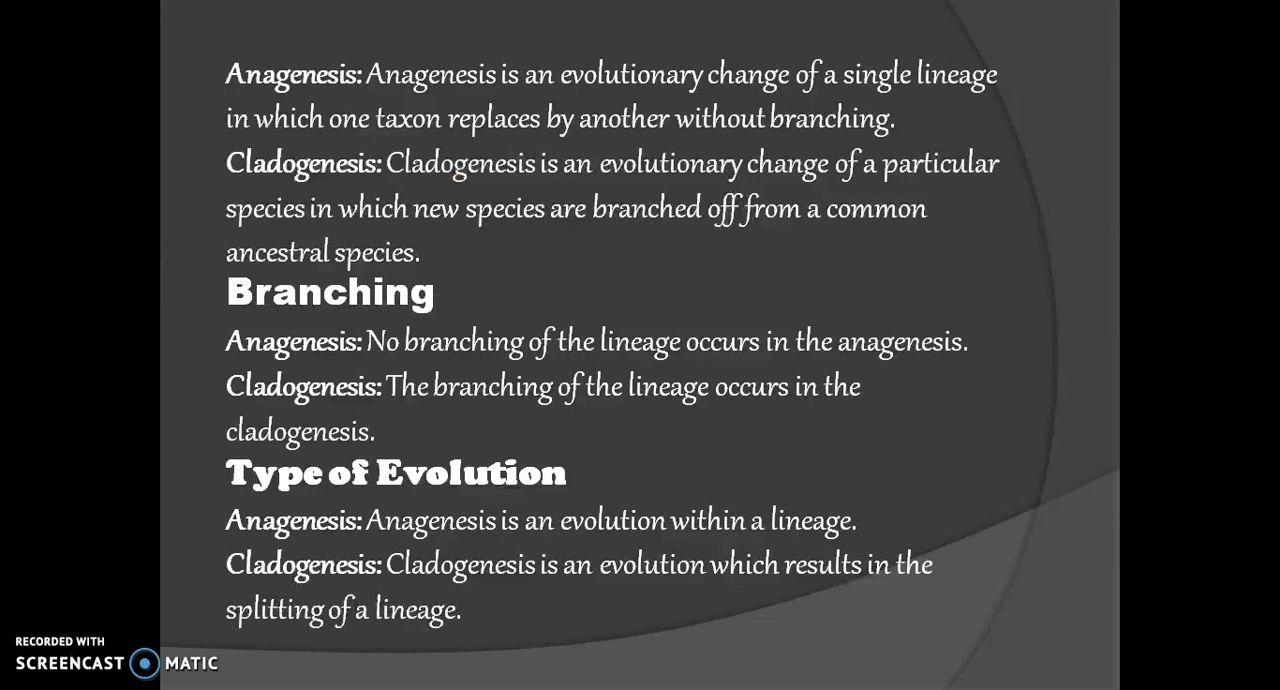 Anagenesis: Anagenesis is an evolutionary change of a single lineage
in which one taxon replaces by another without branching.
Cladogenesis: Cladogenesis is an evolutionary change of a particular
species in which new species are branched off from a common
ancestral species.
Branching
Anagenesis: No branching of the lineage occurs in the anagenesis.
Cladogenesis: The branching of the lineage occurs in the
cladogenesis.
Type of Evolution
Anagenesis: Anagenesis is an evolution within a lineage.
Cladogenesis: Cladogenesis is an evolution which results in the
splitting of a lineage.
RECORDED WITH
SCREENCAST MATIC